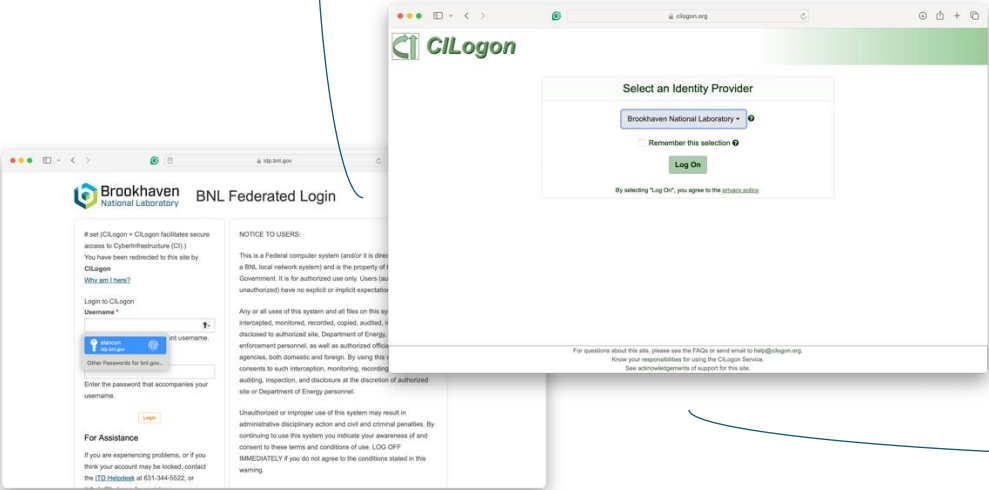 cilogon.org
CILogon
Select an Identity Provider
Brookhaven National Laboratory
Remember this selection
Log On
By selecting "Log On", you agree to the privacy policy.
For questions about this site, please see the FAQs or send email to help@cilogon.org.
Know your responsibilities for using the CILogon Service.
See acknowledgements of support for this site.
idp.bnl.gov
Brookhaven
National Laboratory
BNL Federated Login
# set (CILogon = CILogon facilitates secure
access to CyberInfrastructure (CI).)
You have been redirected to this site by
CILogon
Why am I here?
Login to CILogon
Username *
unt username.
elancon
idp.bnl.gov
Other Passwords for bnl.gov...
Enter the password that accompanies your
username.
Login
For Assistance
If you are experiencing problems, or if you
think your account may be locked, contact
the ITD Helpdesk at 631-344-5522, or
NOTICE TO USERS:
This is a Federal computer system (and/or it is direc
a BNL local network system) and is the property of t
Government. It is for authorized use only. Users (au
unauthorized) have no explicit or implicit expectation
Any or all uses of this system and all files on this sy
intercepted, monitored, recorded, copied, audited, i
disclosed to authorized site, Department of Energy,
enforcement personnel, as well as authorized officia
agencies, both domestic and foreign. By using this
consents to such interception, monitoring, recording
auditing, inspection, and disclosure at the discretion of authorized
site or Department of Energy personnel.
Unauthorized or improper use of this system may result in
administrative disciplinary action and civil and criminal penalties. By
continuing to use this system you indicate your awareness of and
consent to these terms and conditions of use. LOG OFF
IMMEDIATELY if you do not agree to the conditions stated in this
warning.